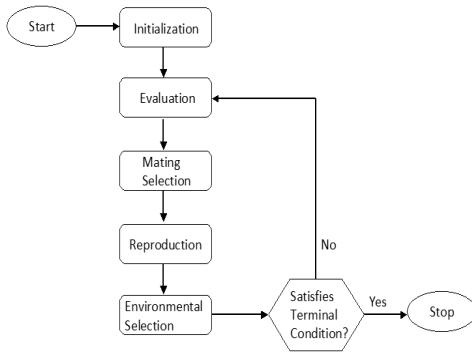 Start
Initialization
Evaluation
Mating
Selection
Reproduction
No
Environmental
Selection
Satisfies
Terminal
Condition?
Yes
Stop